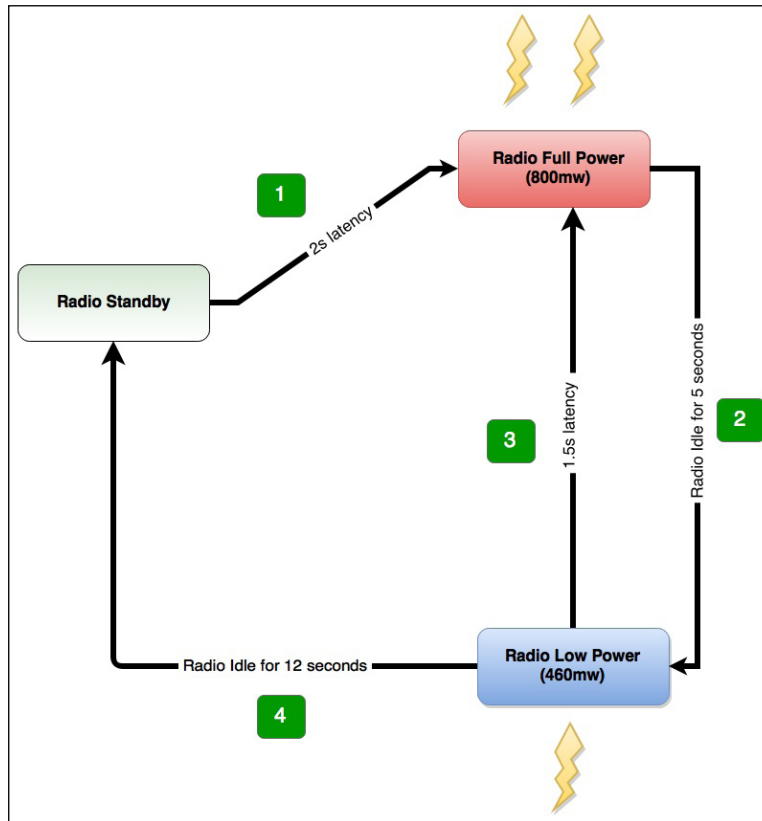 Radio Full Power
(800mw)
1
2s latency
Radio Standby
Radio Idle for 5 seconds
2
3
1.5s latency
Radio Low Power
(460mw)
Radio Idle for 12 seconds
4